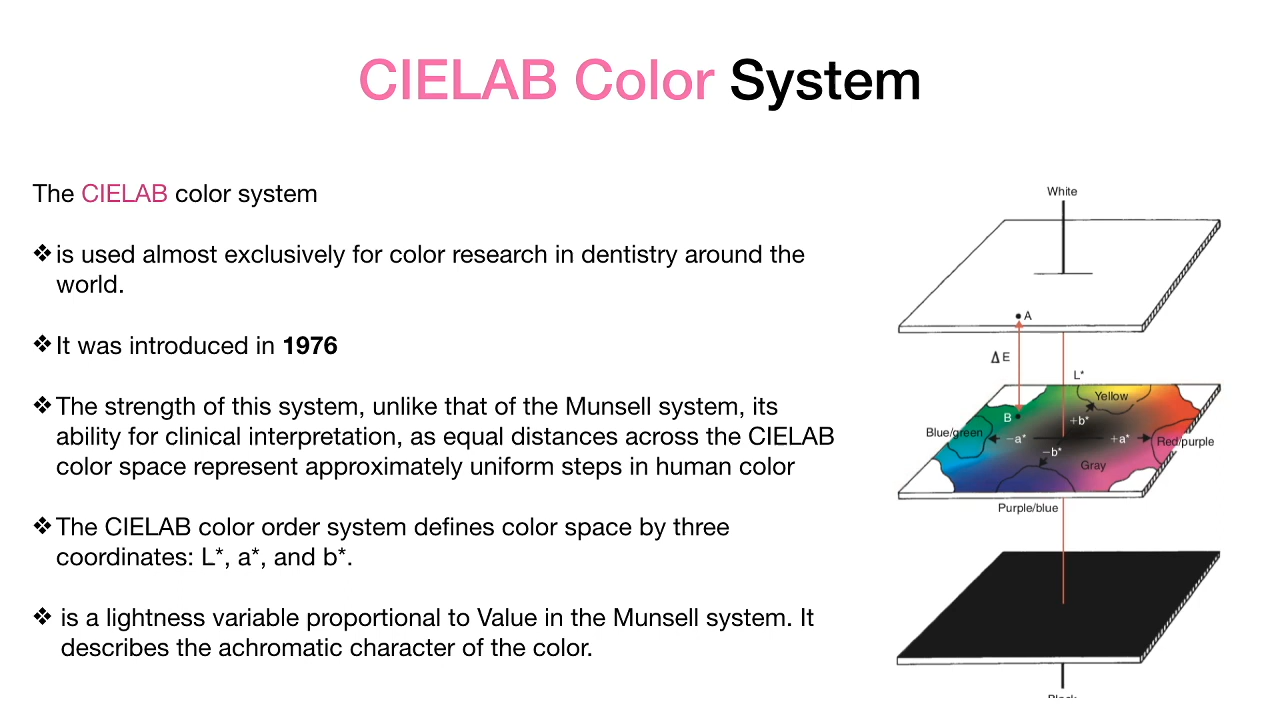 CIELAB Color System
The CIELAB color system
❖ is used almost exclusively for color research in dentistry around the
world.
❖ It was introduced in 1976
❖ The strength of this system, unlike that of the Munsell system, its
ability for clinical interpretation, as equal distances across the CIELAB
color space represent approximately uniform steps in human color
❖ The CIELAB color order system defines color space by three
coordinates: L*, a*, and b*.
❖ is a lightness variable proportional to Value in the Munsell system. It
describes the achromatic character of the color.
White
A
Δ E
L*
Yellow
B
+b*
Blue/green
−a*
+a*
Red/purple
−b*
Gray
Purple/blue